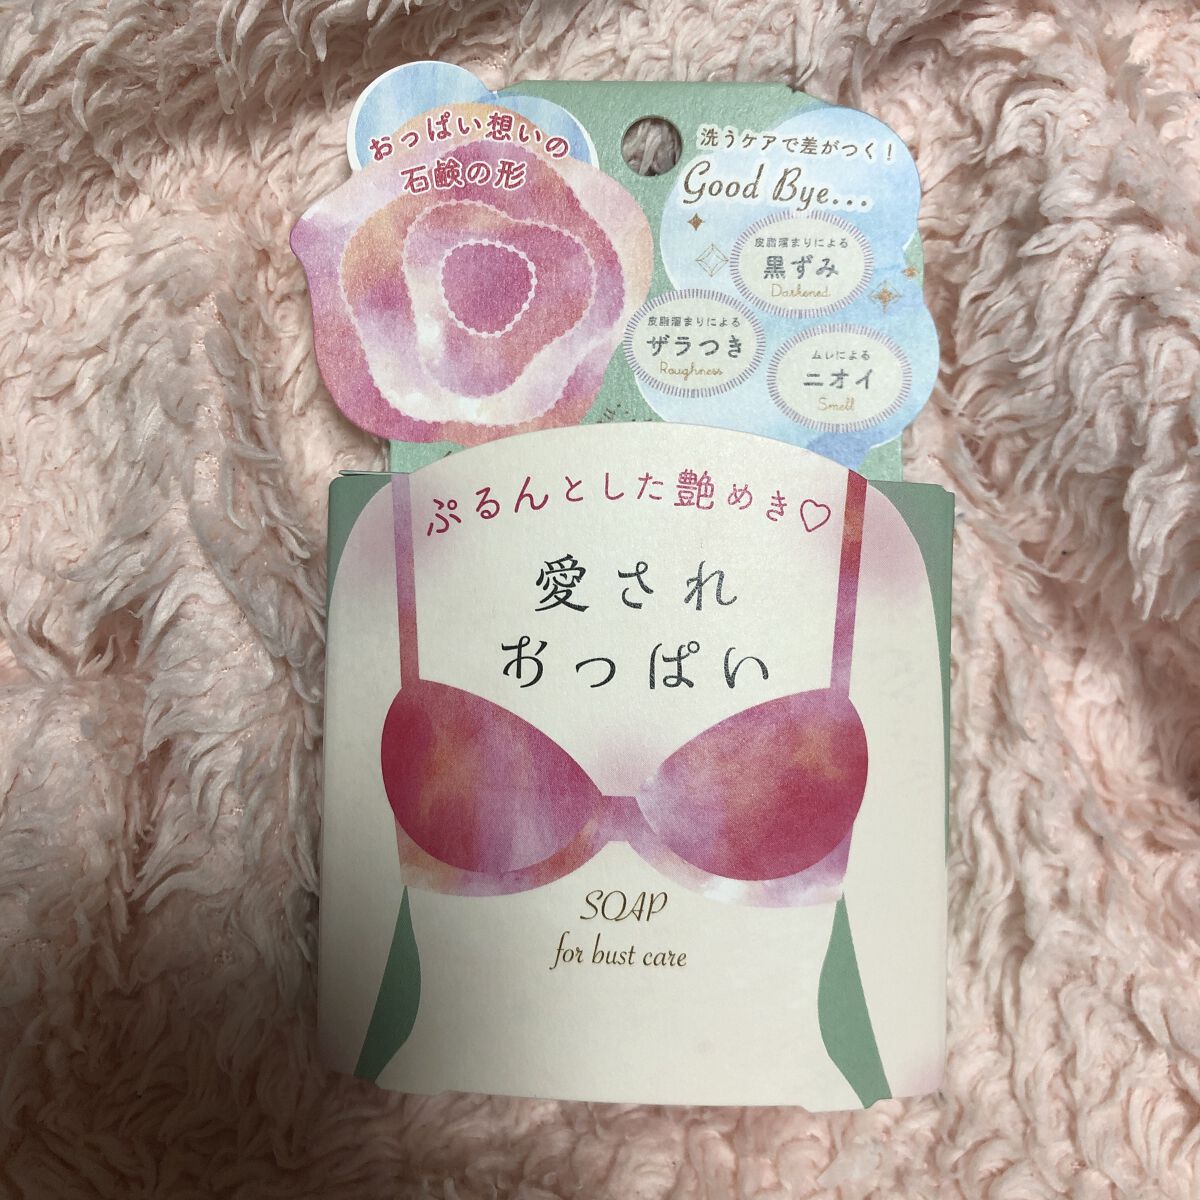 おっぱい想いの
石鹸の形
洗うケアで差がつく！
Good Bye...
皮脂溜まりによる
黒ずみ
Darkened
皮脂溜まりによる
ザラつき
Roughness
ムレによる
ニオイ
Smell
ぷるんとした艶めき♡
愛され
おっぱい
SOAP
for bust care